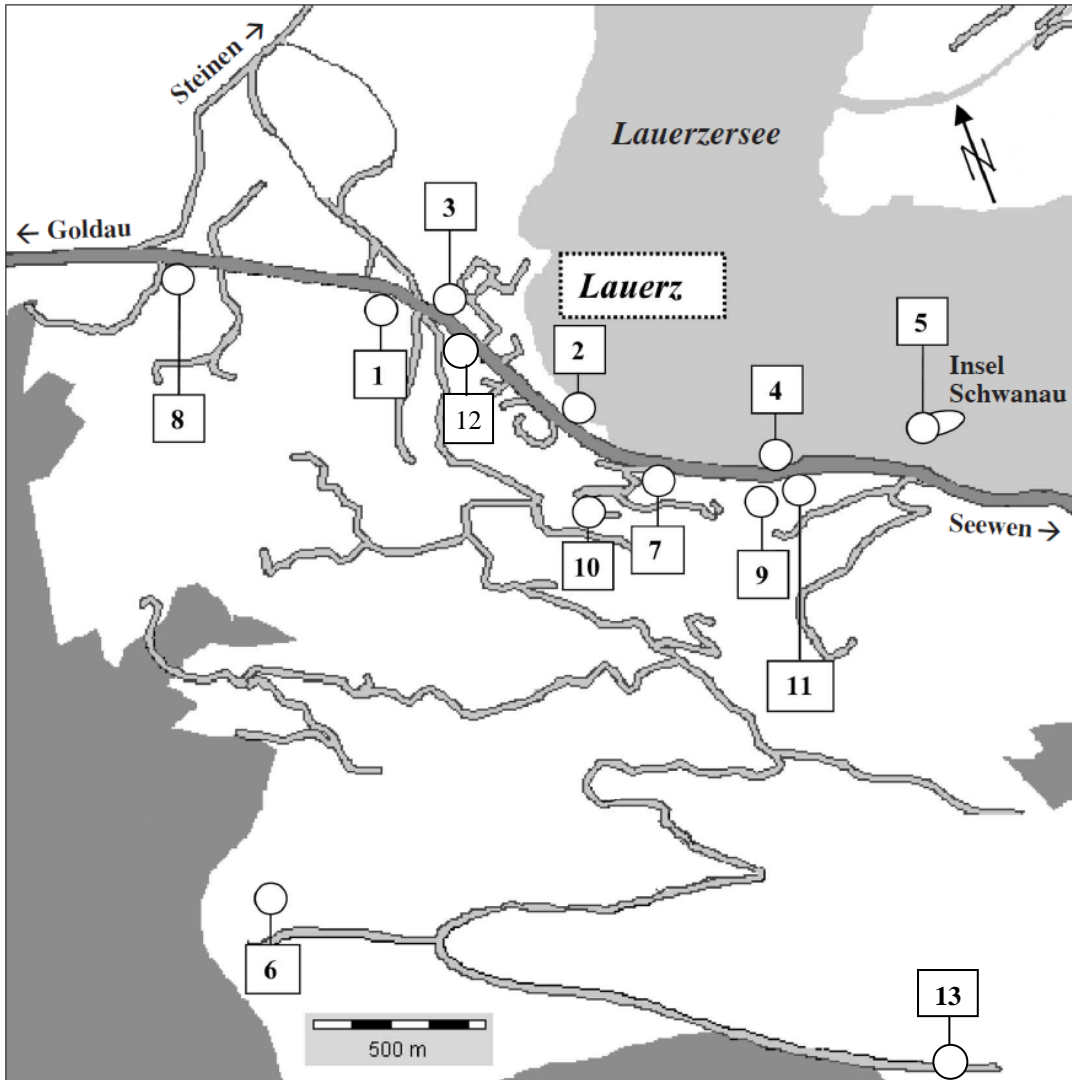 Steinen →
Lauerzersee
N
← Goldau
3
Lauerz
2
5
Insel
Schwanau
1
4
8
12
Seewen →
10
7
9
11
6
13
500 m